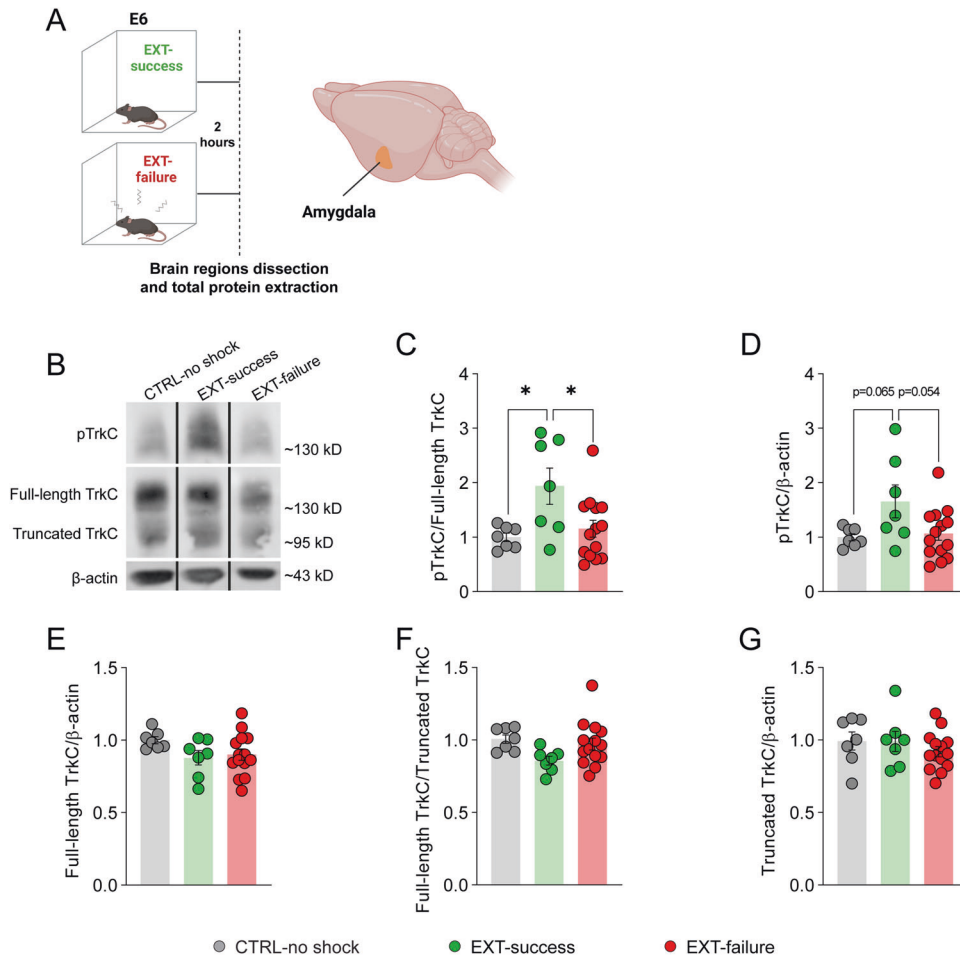 A
E6
EXT-
success
2
hours
EXT-
failure
Amygdala
Brain regions dissection
and total protein extraction
B
CTRL-no shock
EXT-success
EXT-failure
pTrkC
~130 kD
Full-length TrkC
~130 kD
Truncated TrkC
~95 kD
β-actin
~43 kD
C
pTrkC/Full-length TrkC
4
3
2
1
0
*
*
D
pTrkC/β-actin
4
3
2
1
0
p=0.065
p=0.054
E
Full-length TrkC/β-actin
1.5
1.0
0.5
0.0
F
Full-length TrkC/Truncated TrkC
1.5
1.0
0.5
0.0
G
Truncated TrkC/β-actin
1.5
1.0
0.5
0.0
CTRL-no shock
EXT-success
EXT-failure